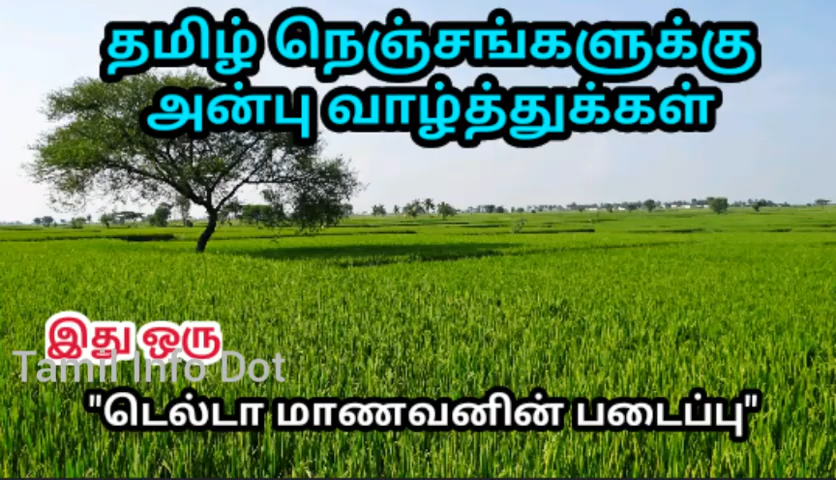 தமிழ் நெஞ்சங்களுக்கு
அன்பு வாழ்த்துக்கள்
இது ஒரு
Tamil Info Dot
"டெல்டா மாணவனின் படைப்பு"